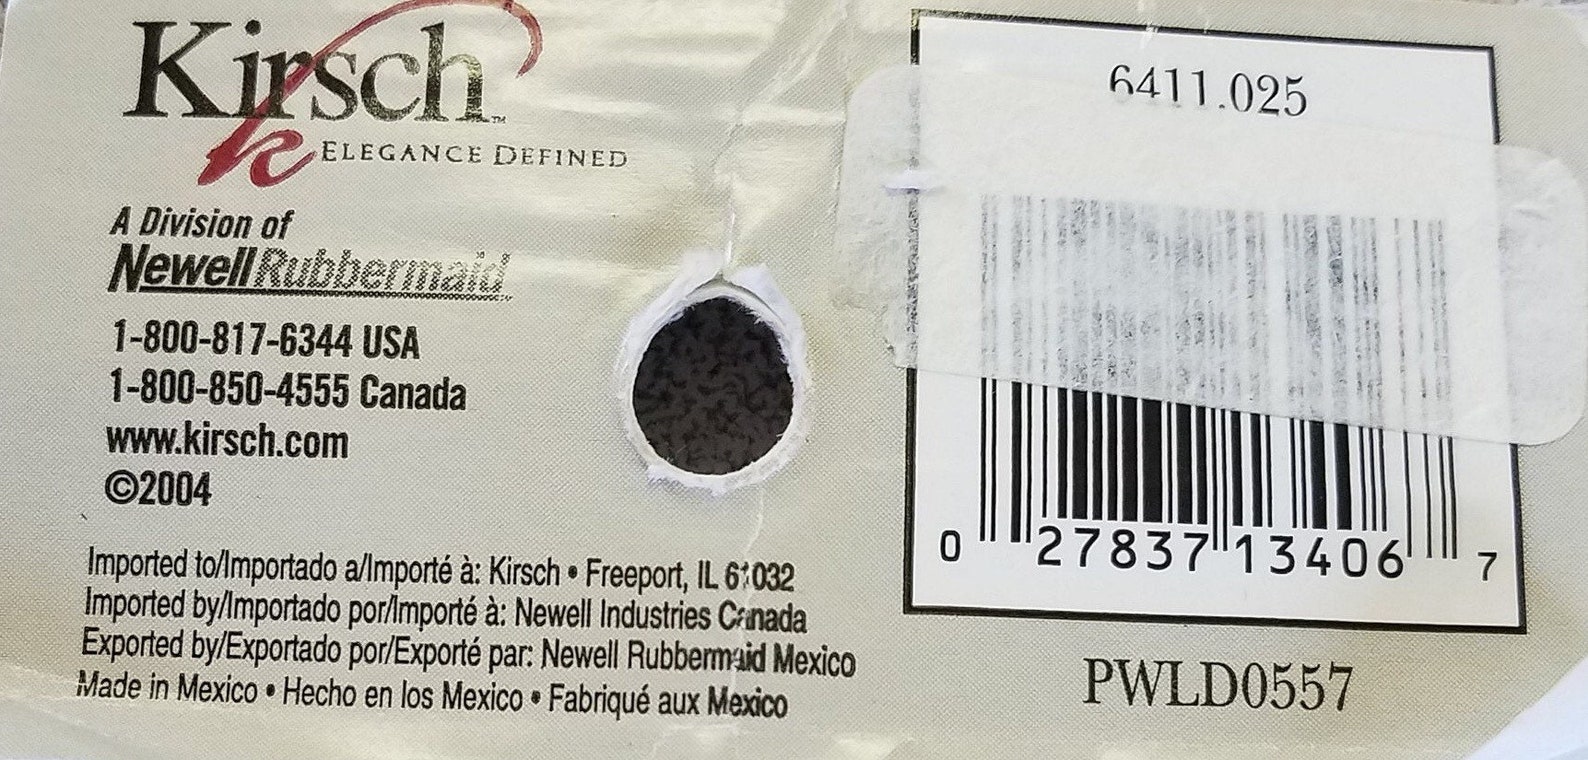 Kirsch™
ELEGANCE DEFINED
A Division of
NewellRubbermaid
1-800-817-6344 USA
1-800-850-4555 Canada
www.kirsch.com
©2004
Imported to/Importado a/Importé à: Kirsch • Freeport, IL 61032
Imported by/Importado por/Importé à: Newell Industries Canada
Exported by/Exportado por/Exporté par: Newell Rubbermaid Mexico
Made in Mexico • Hecho en los Mexico • Fabriqué aux Mexico
6411.025
0 27837 13406 7
PWLD0557